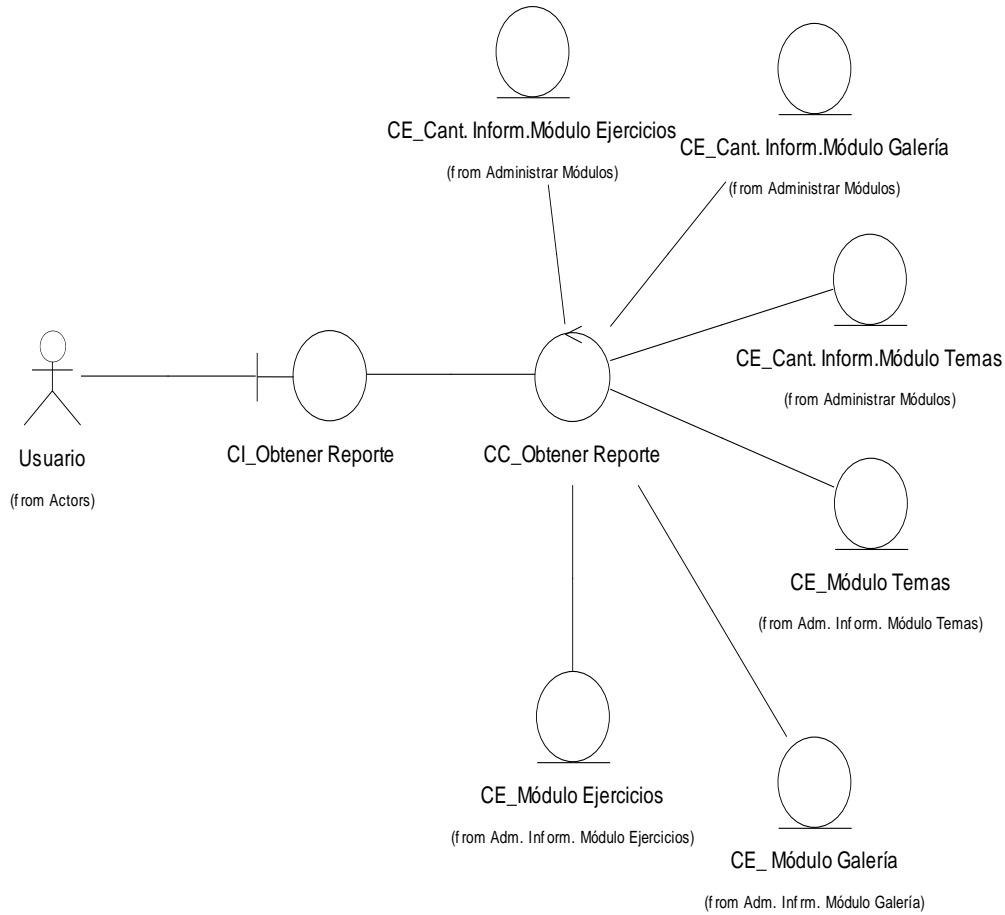 CE_Cant. Inform.Módulo Ejercicios
(from Administrar Módulos)
CE_Cant. Inform.Módulo Galería
(from Administrar Módulos)
CE_Cant. Inform.Módulo Temas
(from Administrar Módulos)
Usuario
(from Actors)
CI_Obtener Reporte
CC_Obtener Reporte
CE_Módulo Temas
(from Adm. Inform. Módulo Temas)
CE_Módulo Ejercicios
(from Adm. Inform. Módulo Ejercicios)
CE_ Módulo Galería
(from Adm. Infrm. Módulo Galería)